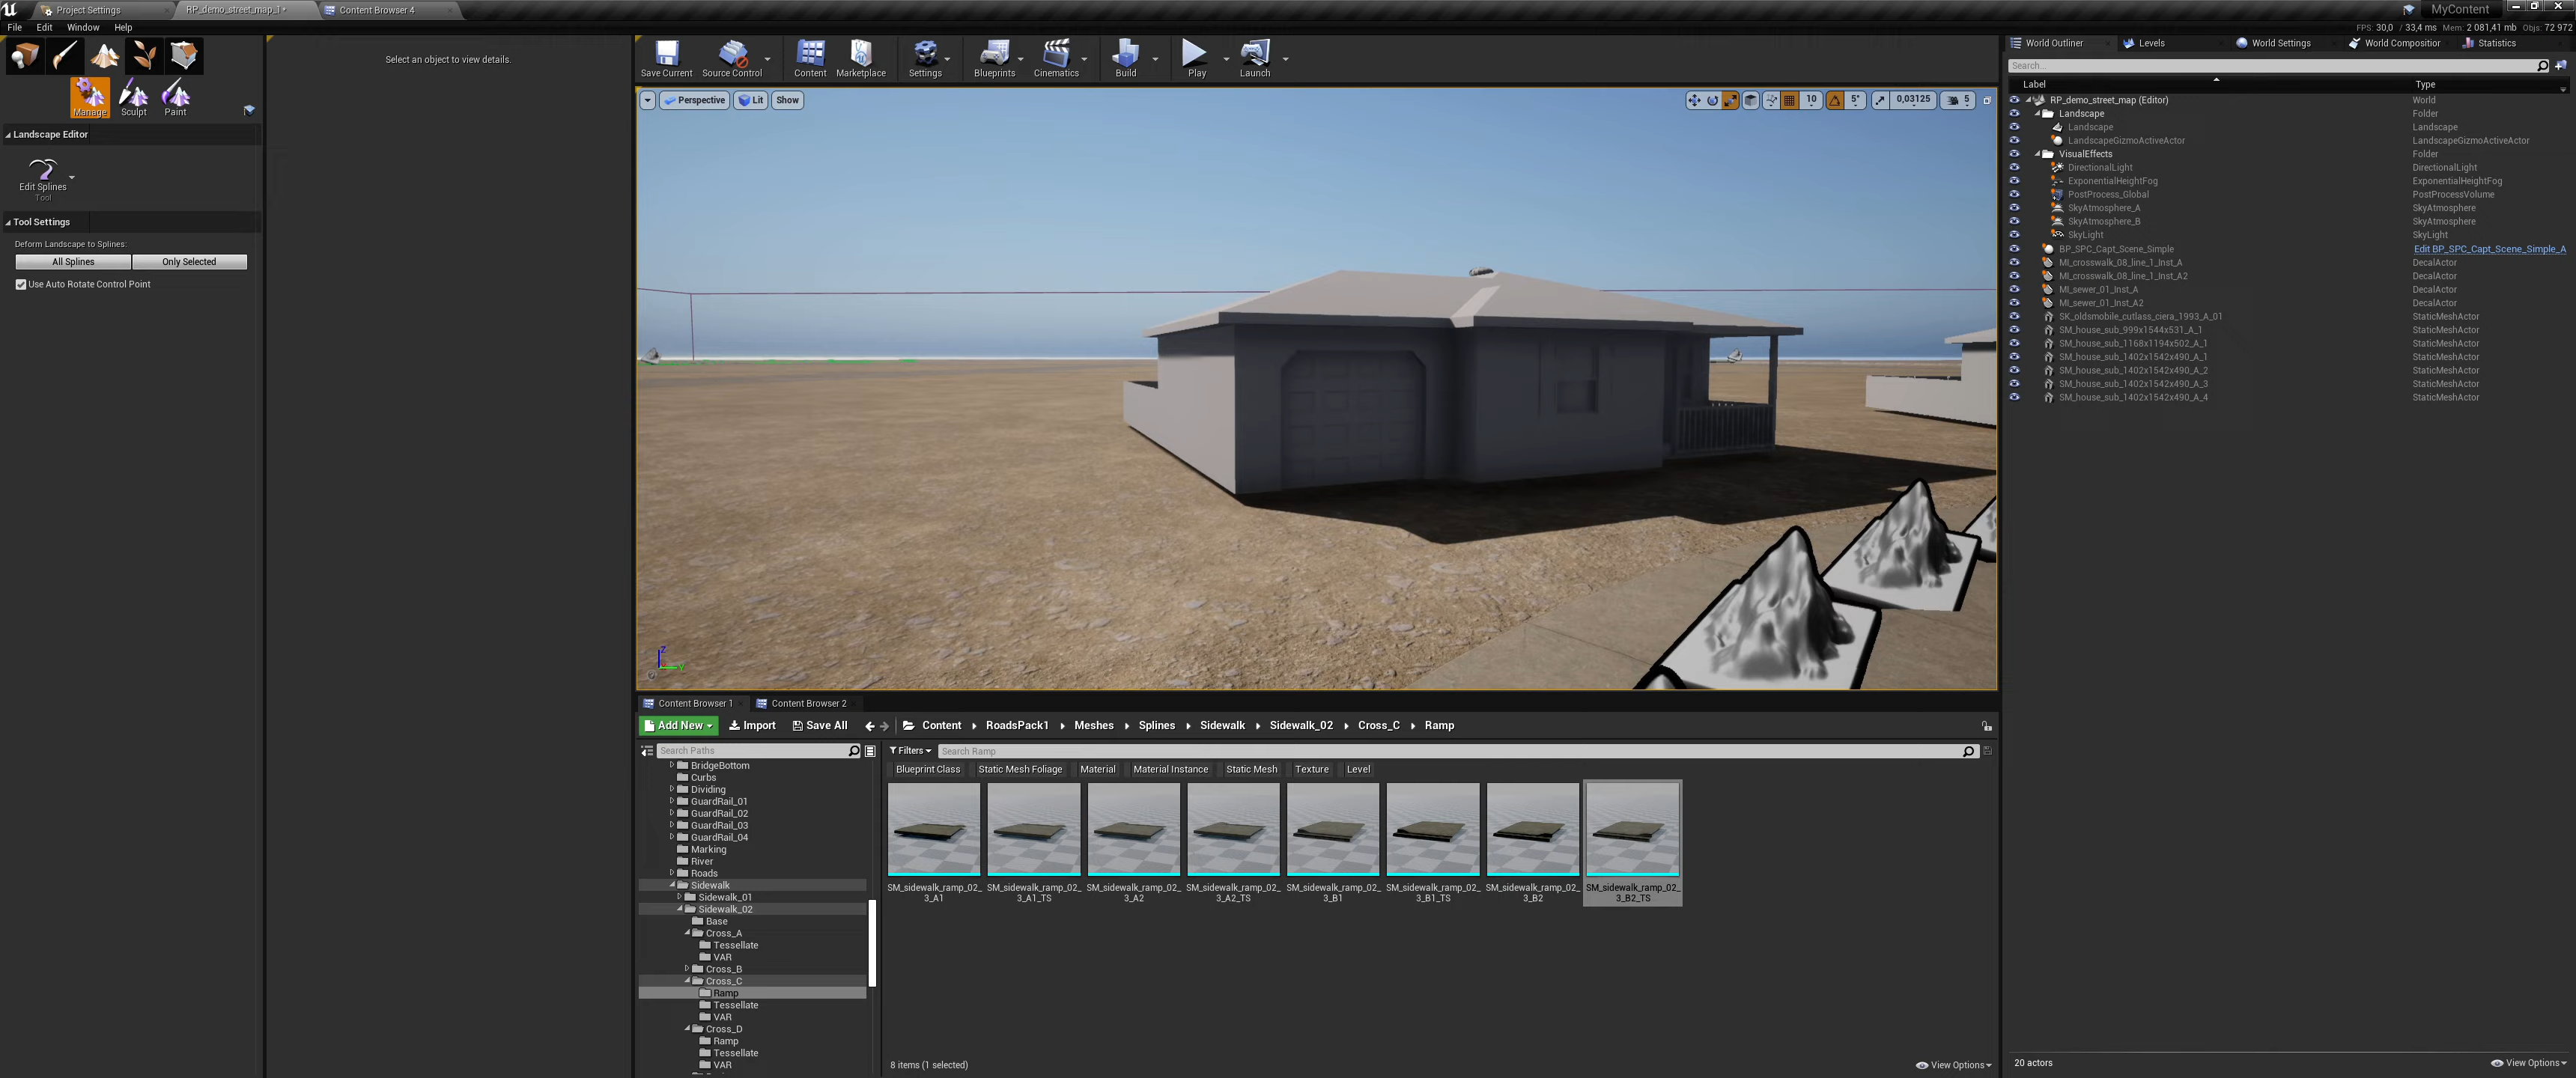 Project Settings
RP_demo_street_map_1*
Content Browser 4
MyContent
File Edit Window Help
FPS: 30,0 / 33,4 ms Mem: 2 081,41 mb Objs: 72 972
Manage Sculpt Paint
Landscape Editor
Edit Splines
Tool
Tool Settings
Deform Landscape to Splines:
All Splines Only Selected
Use Auto Rotate Control Point
Select an object to view details.
Save Current Source Control Content Marketplace Settings Blueprints Cinematics Build Play Launch
Perspective Lit Show
10 5° 0,03125 5
Z
Y
World Outliner Levels World Settings World Compositior Statistics
Search...
Label Type
RP_demo_street_map (Editor) World
Landscape Folder
Landscape Landscape
LandscapeGizmoActiveActor LandscapeGizmoActiveActor
VisualEffects Folder
DirectionalLight DirectionalLight
ExponentialHeightFog ExponentialHeightFog
PostProcess_Global PostProcessVolume
SkyAtmosphere_A SkyAtmosphere
SkyAtmosphere_B SkyAtmosphere
SkyLight SkyLight
BP_SPC_Capt_Scene_Simple Edit BP_SPC_Capt_Scene_Simple_A
MI_crosswalk_08_line_1_Inst_A DecalActor
MI_crosswalk_08_line_1_Inst_A2 DecalActor
MI_sewer_01_Inst_A DecalActor
MI_sewer_01_Inst_A2 DecalActor
SK_oldsmobile_cutlass_ciera_1993_A_01 StaticMeshActor
SM_house_sub_999x1544x531_A_1 StaticMeshActor
SM_house_sub_1168x1194x502_A_1 StaticMeshActor
SM_house_sub_1402x1542x490_A_1 StaticMeshActor
SM_house_sub_1402x1542x490_A_2 StaticMeshActor
SM_house_sub_1402x1542x490_A_3 StaticMeshActor
SM_house_sub_1402x1542x490_A_4 StaticMeshActor
20 actors View Options
Content Browser 1 Content Browser 2
Add New Import Save All Content RoadsPack1 Meshes Splines Sidewalk Sidewalk_02 Cross_C Ramp
Search Paths
BridgeBottom
Curbs
Dividing
GuardRail_01
GuardRail_02
GuardRail_03
GuardRail_04
Marking
River
Roads
Sidewalk
Sidewalk_01
Sidewalk_02
Base
Cross_A
Tessellate
VAR
Cross_B
Cross_C
Ramp
Tessellate
VAR
Cross_D
Ramp
Tessellate
VAR
Filters Search Ramp
Blueprint Class Static Mesh Foliage Material Material Instance Static Mesh Texture Level
SM_sidewalk_ramp_02_
3_A1
SM_sidewalk_ramp_02_
3_A1_TS
SM_sidewalk_ramp_02_
3_A2
SM_sidewalk_ramp_02_
3_A2_TS
SM_sidewalk_ramp_02_
3_B1
SM_sidewalk_ramp_02_
3_B1_TS
SM_sidewalk_ramp_02_
3_B2
SM_sidewalk_ramp_02_
3_B2_TS
8 items (1 selected) View Options